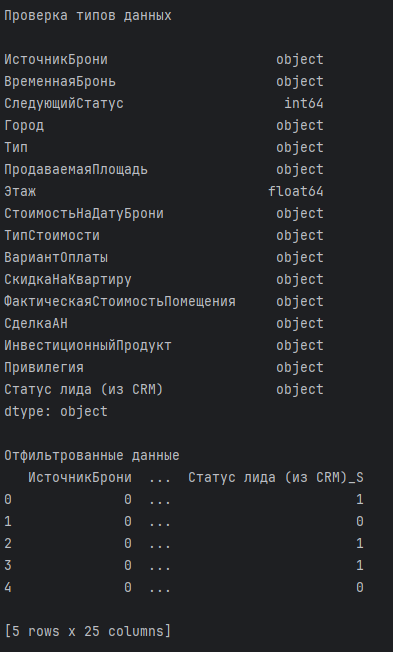 Проверка типов данных
ИсточникБрони object
ВременнаяБронь object
СледующийСтатус int64
Город object
Тип object
ПродаваемаяПлощадь object
Этаж float64
СтоимостьНаДатуБрони object
ТипСтоимости object
ВариантОплаты object
СкидкаНаКвартиру object
ФактическаяСтоимостьПомещения object
СделкаАН object
ИнвестиционныйПродукт object
Привилегия object
Статус лида (из CRM) object
dtype: object
Отфильтрованные данные
ИсточникБрони ... Статус лида (из CRM)_S
0 0 ... 1
1 0 ... 0
2 0 ... 1
3 0 ... 1
4 0 ... 0
[5 rows x 25 columns]